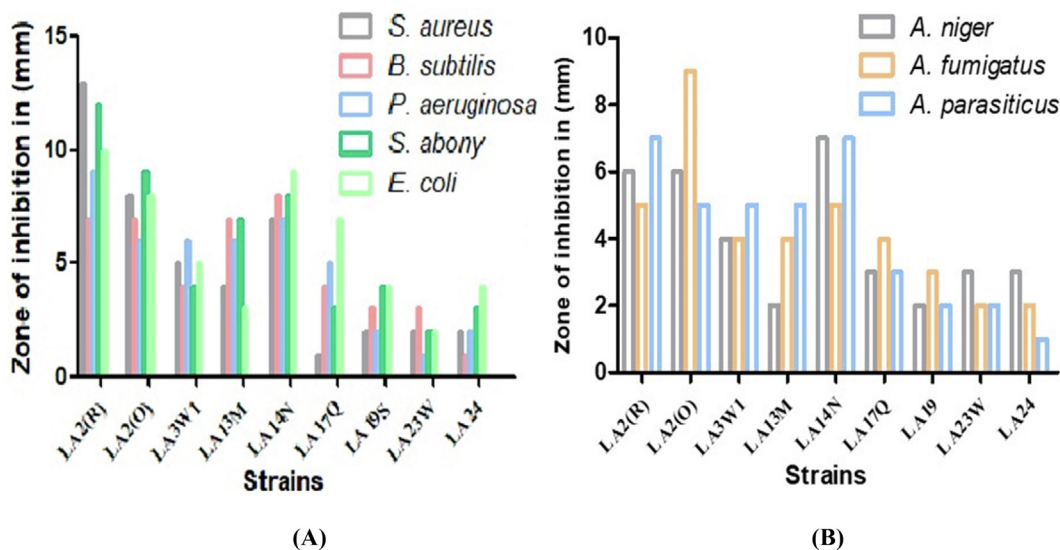 Zone of inhibition in (mm)
15
10
5
0
S. aureus
B. subtilis
P. aeruginosa
S. abony
E. coli
LA2(R)
LA2(O)
LA3W1
LA13M
LA14N
LA17Q
LA19S
LA23W
LA24
Strains
(A)
Zone of inhibition in (mm)
10
8
6
4
2
0
A. niger
A. fumigatus
A. parasiticus
LA2(R)
LA2(O)
LA3W1
LA13M
LA14N
LA17Q
LA19
LA23W
LA24
Strains
(B)